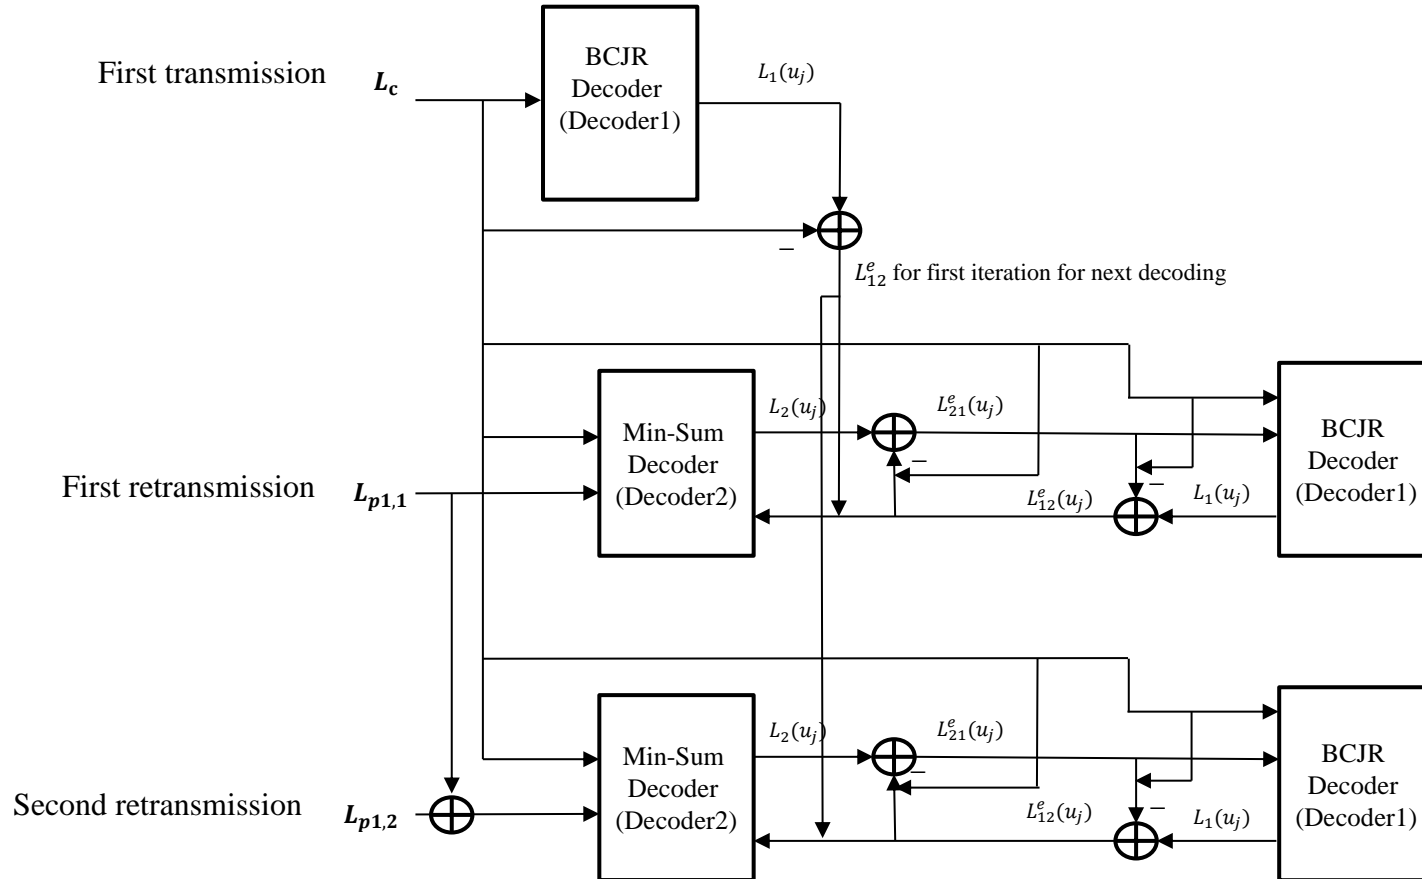 First transmission
L_c
BCJR
Decoder
(Decoder1)
L_1(u_j)
−
L^e_12 for first iteration for next decoding
First retransmission
L_p1,1
Min-Sum
Decoder
(Decoder2)
L_2(u_j)
−
L^e_21(u_j)
L^e_12(u_j)
−
L_1(u_j)
BCJR
Decoder
(Decoder1)
Second retransmission
L_p1,2
Min-Sum
Decoder
(Decoder2)
L_2(u_j)
−
L^e_21(u_j)
L^e_12(u_j)
−
L_1(u_j)
BCJR
Decoder
(Decoder1)